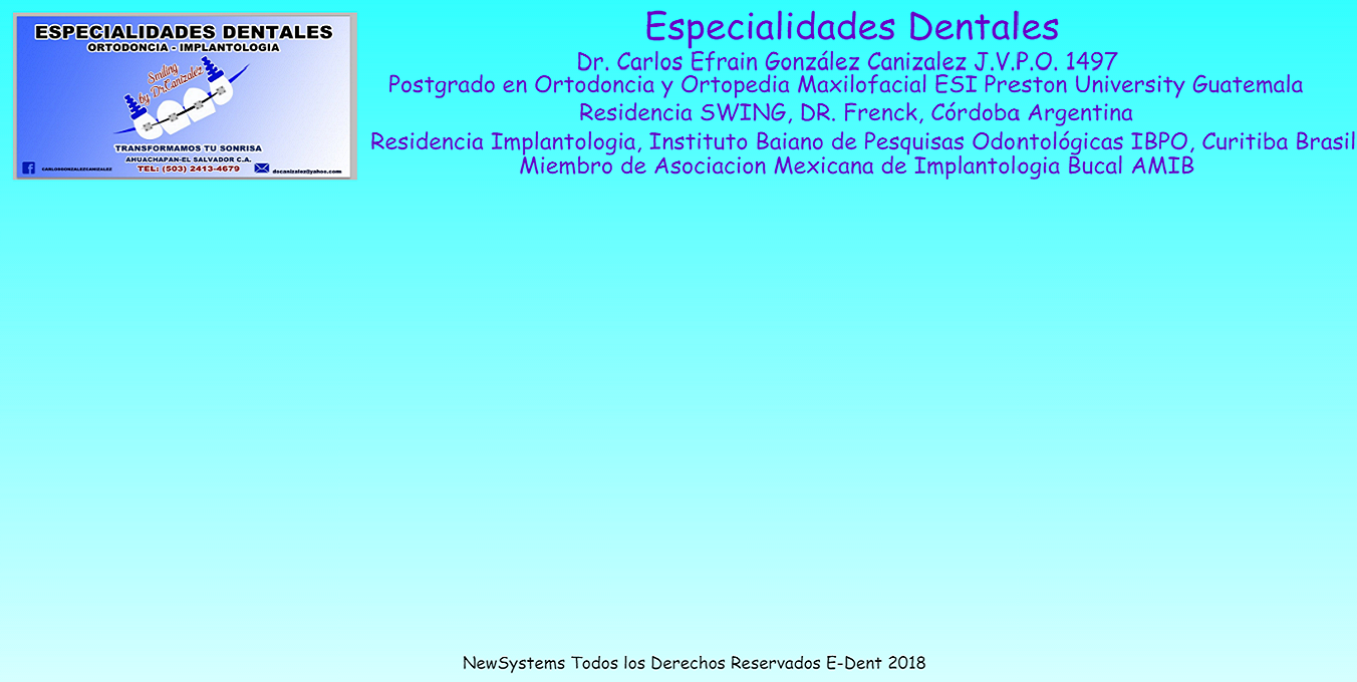 ESPECIALIDADES DENTALES
ORTODONCIA - IMPLANTOLOGIA
Smiling
by Dr.Canizalez
TRANSFORMAMOS TU SONRISA
AHUACHAPAN-EL SALVADOR C.A.
CARLOSGONZALEZCANIZALEZ
TEL: (503) 2413-4679
docanizalez@yahoo.com
Especialidades Dentales
Dr. Carlos Efrain González Canizalez J.V.P.O. 1497
Postgrado en Ortodoncia y Ortopedia Maxilofacial ESI Preston University Guatemala
Residencia SWING, DR. Frenck, Córdoba Argentina
Residencia Implantologia, Instituto Baiano de Pesquisas Odontológicas IBPO, Curitiba Brasil
Miembro de Asociacion Mexicana de Implantologia Bucal AMIB
NewSystems Todos los Derechos Reservados E-Dent 2018